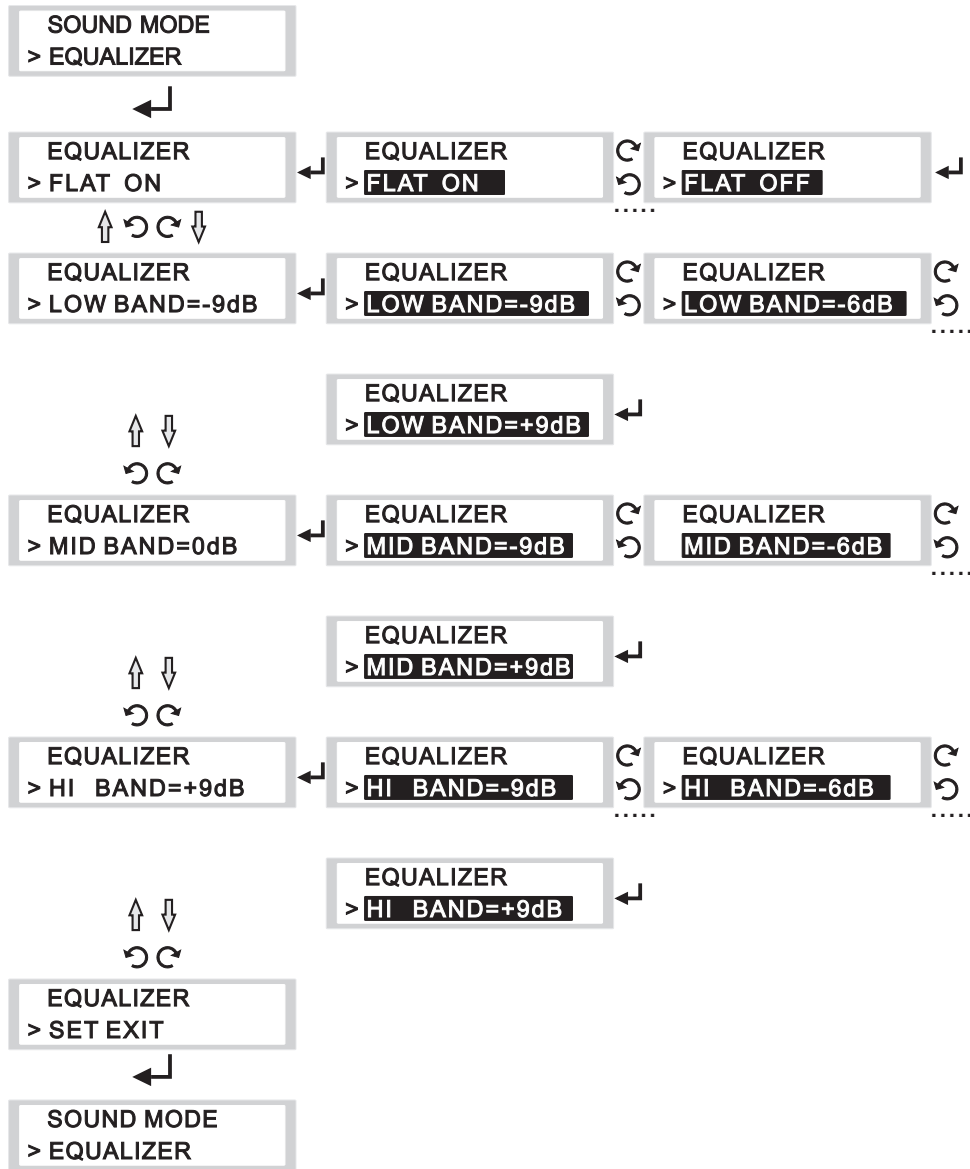 SOUND MODE
> EQUALIZER
EQUALIZER
> FLAT ON
EQUALIZER
> FLAT ON
EQUALIZER
> FLAT OFF
EQUALIZER
> LOW BAND=-9dB
EQUALIZER
> LOW BAND=-9dB
EQUALIZER
> LOW BAND=-6dB
EQUALIZER
> LOW BAND=+9dB
EQUALIZER
> MID BAND=0dB
EQUALIZER
> MID BAND=-9dB
EQUALIZER
MID BAND=-6dB
EQUALIZER
> MID BAND=+9dB
EQUALIZER
> HI BAND=+9dB
EQUALIZER
> HI BAND=-9dB
EQUALIZER
> HI BAND=-6dB
EQUALIZER
> HI BAND=+9dB
EQUALIZER
> SET EXIT
SOUND MODE
> EQUALIZER